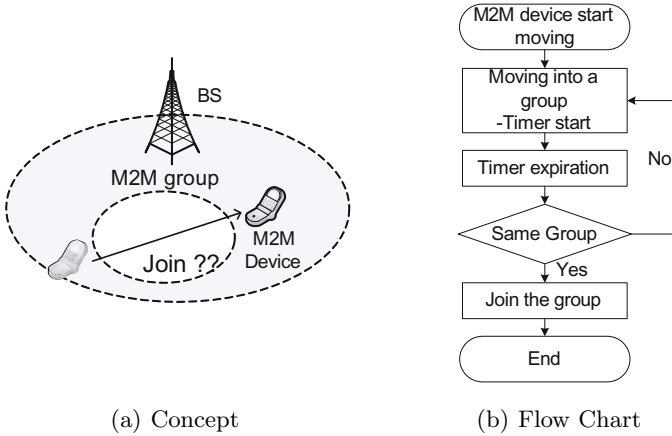 BS
M2M group
M2M
Device
Join ??
(a) Concept
M2M device start
moving
Moving into a
group
-Timer start
Timer expiration
No
Same Group
Yes
Join the group
End
(b) Flow Chart